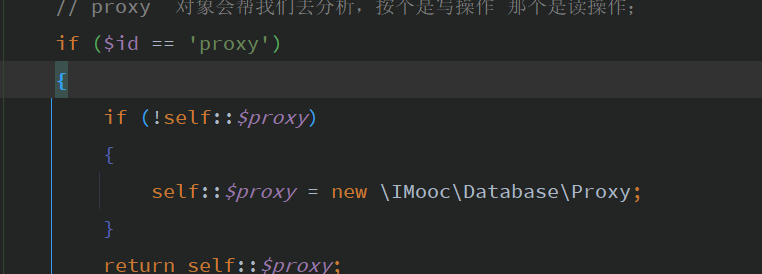 // proxy 对象会帮我们去分析，按个是写操作 那个是读操作；
if ($id == 'proxy')
{
if (!self::$proxy)
{
self::$proxy = new \IMooc\Database\Proxy;
}
return self::$proxy;